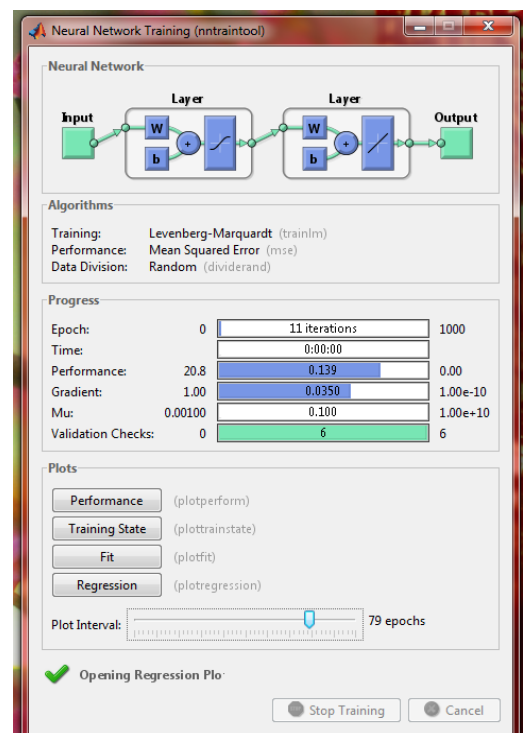 Neural Network Training (nntraintool)
Neural Network
Layer Layer
Input Output
W W
+ +
b b
Algorithms
Training: Levenberg-Marquardt (trainlm)
Performance: Mean Squared Error (mse)
Data Division: Random (dividerand)
Progress
Epoch: 0 11 iterations 1000
Time: 0:00:00
Performance: 20.8 0.139 0.00
Gradient: 1.00 0.0350 1.00e-10
Mu: 0.00100 0.100 1.00e+10
Validation Checks: 0 6 6
Plots
Performance (plotperform)
Training State (plottrainstate)
Fit (plotfit)
Regression (plotregression)
Plot Interval: 79 epochs
Opening Regression Plo
Stop Training Cancel